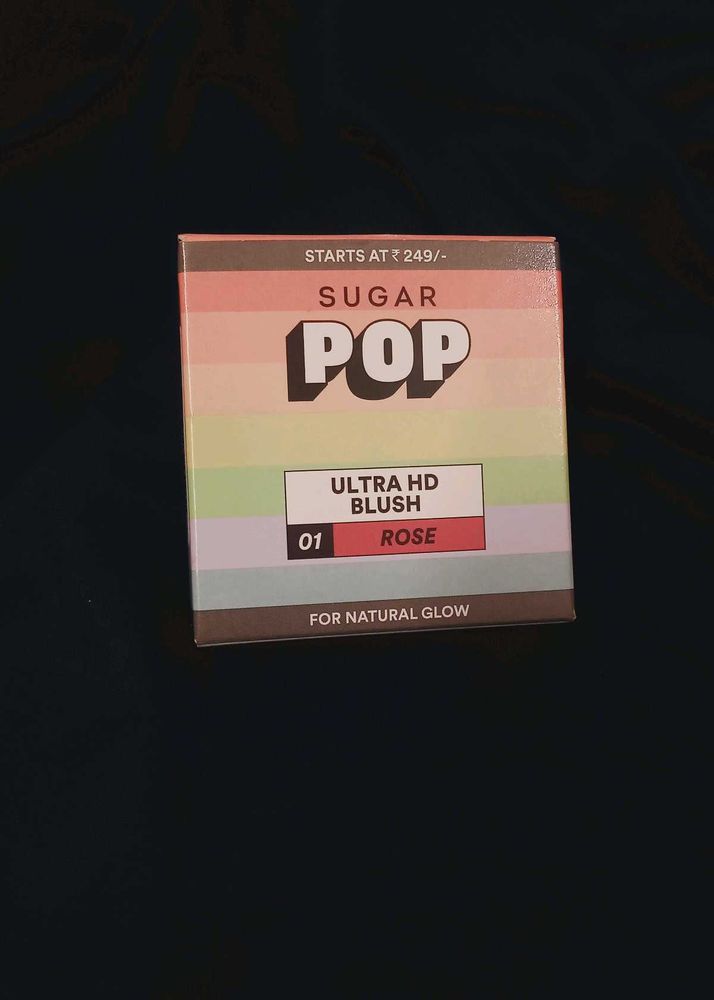 STARTS AT ₹ 249/-
SUGAR
POP
ULTRA HD
BLUSH
01 ROSE
FOR NATURAL GLOW